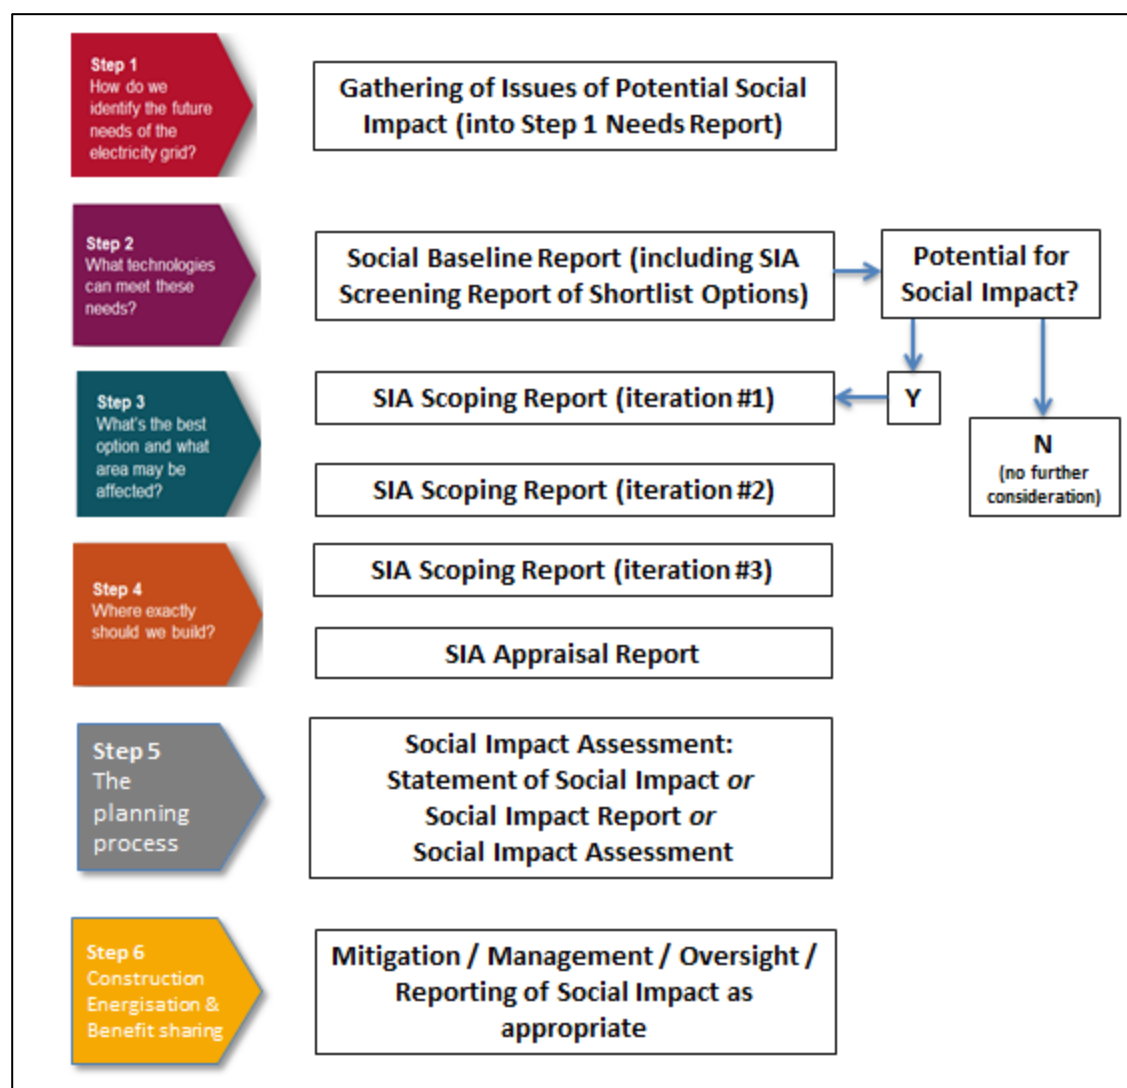 Step 1
How do we
identify the future
needs of the
electricity grid?
Gathering of Issues of Potential Social
Impact (into Step 1 Needs Report)
Step 2
What technologies
can meet these
needs?
Social Baseline Report (including SIA
Screening Report of Shortlist Options)
Potential for
Social Impact?
Y
N
(no further
consideration)
Step 3
What's the best
option and what
area may be
affected?
SIA Scoping Report (iteration #1)
SIA Scoping Report (iteration #2)
Step 4
Where exactly
should we build?
SIA Scoping Report (iteration #3)
SIA Appraisal Report
Step 5
The
planning
process
Social Impact Assessment:
Statement of Social Impact or
Social Impact Report or
Social Impact Assessment
Step 6
Construction
Energisation &
Benefit sharing
Mitigation / Management / Oversight /
Reporting of Social Impact as
appropriate